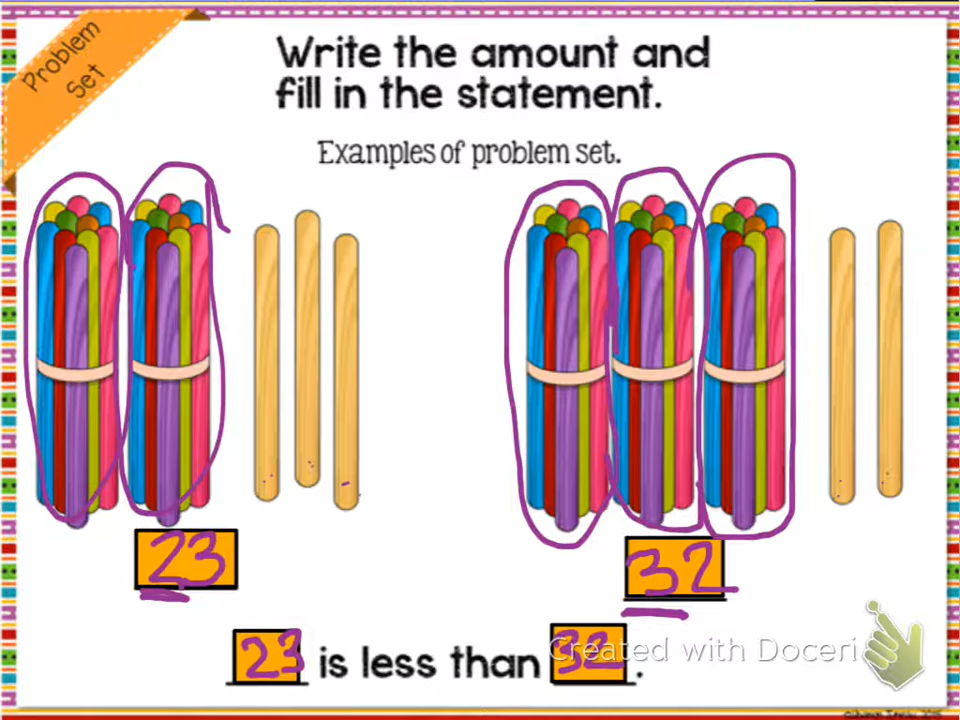 Problem
Set
Write the amount and
fill in the statement.
Examples of problem set.
23
32
23 is less than 32.
Created with Doceri